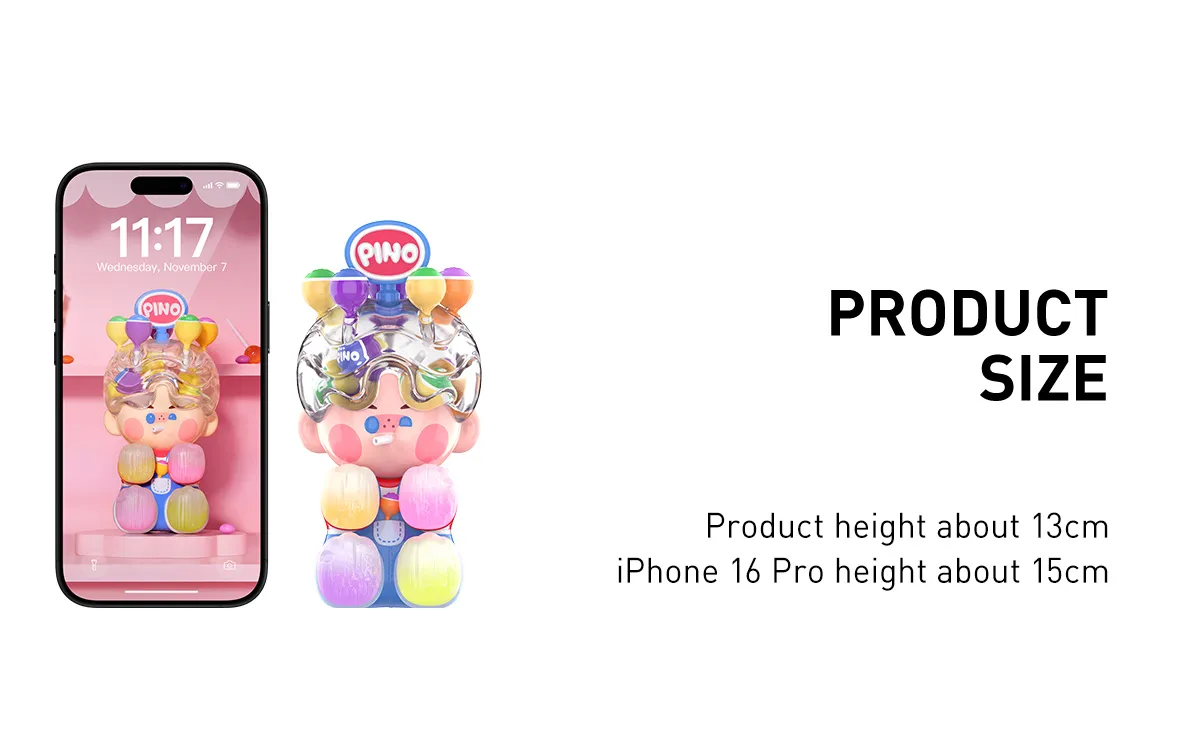 11:17
Wednesday, November 7
PINO
PINO
PINO
PRODUCT
SIZE
Product height about 13cm
iPhone 16 Pro height about 15cm